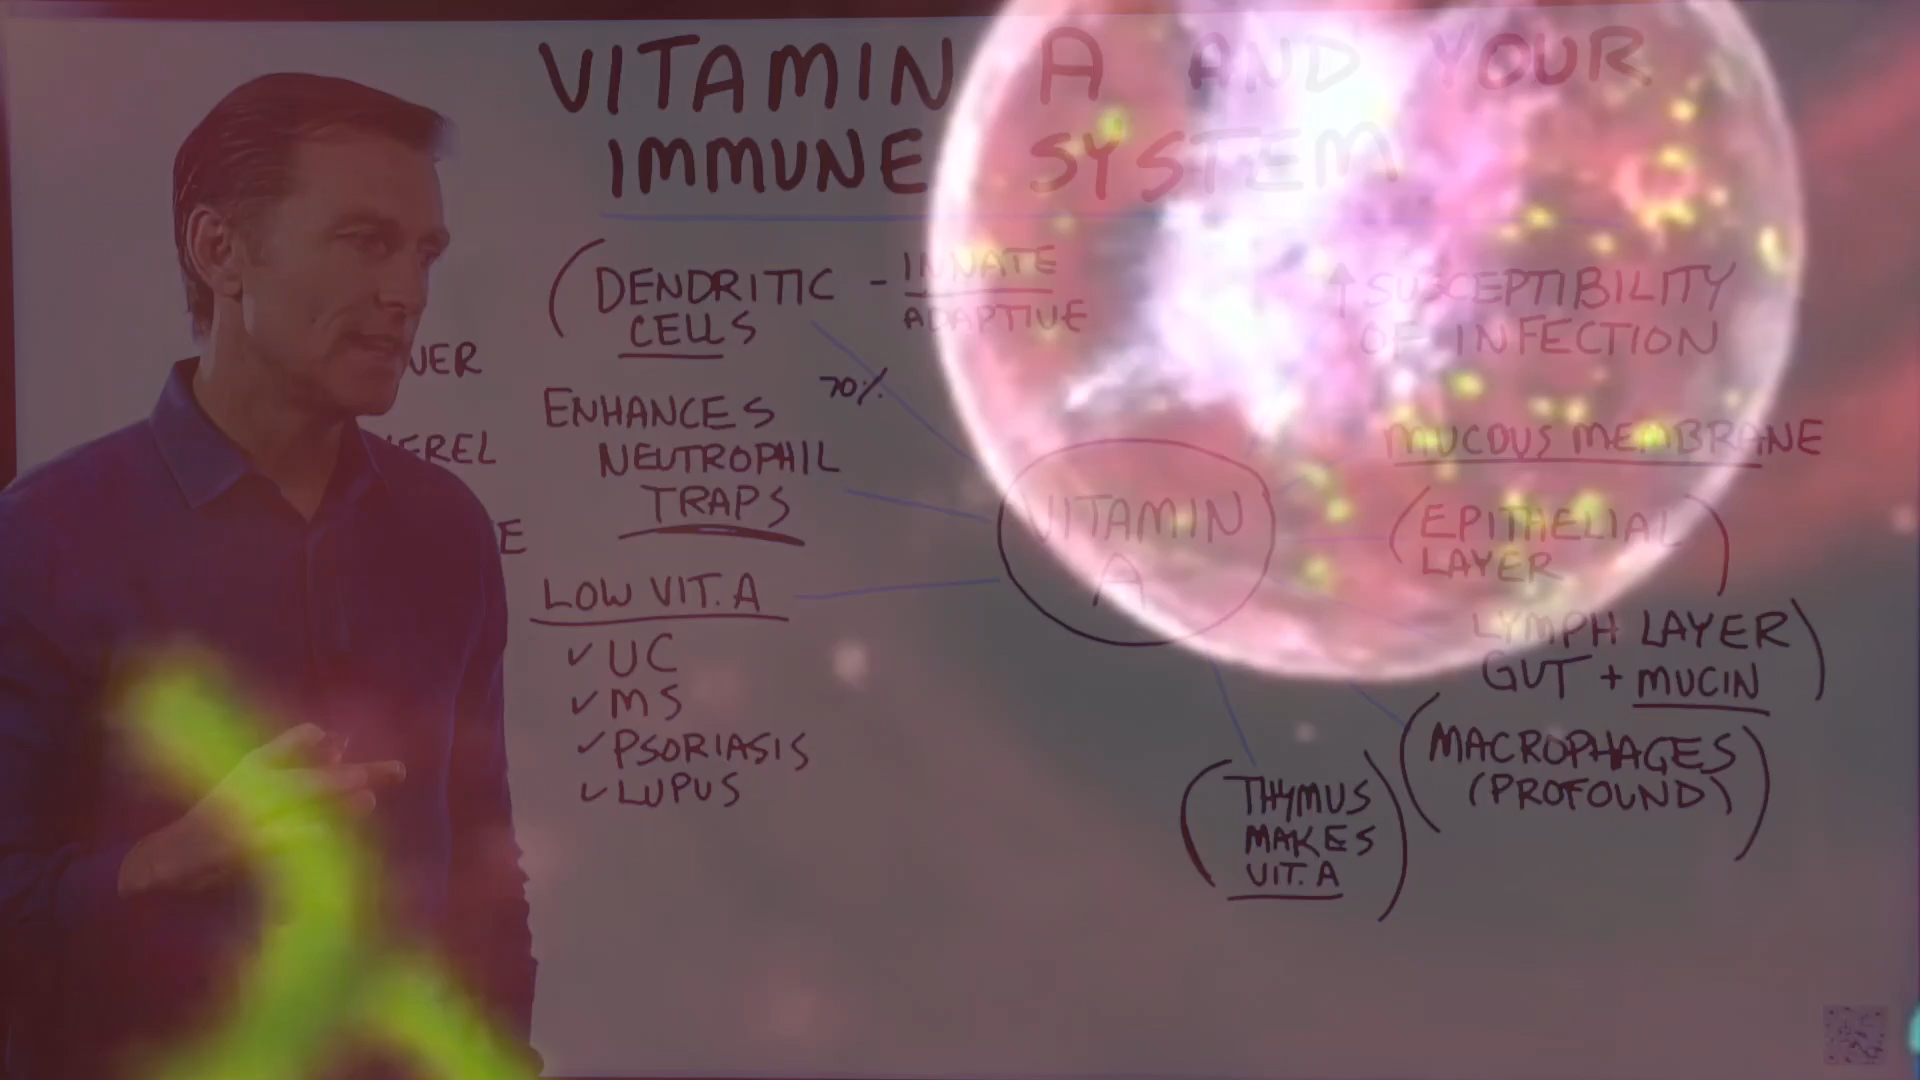 VITAMIN A AND YOUR
IMMUNE SYSTEM
(DENDRITIC - INNATE
CELLS ADAPTIVE
↑ SUSCEPTIBILITY
OF INFECTION
VER
EREL
E
70%
ENHANCES
NEUTROPHIL
TRAPS
MUCOUS MEMBRANE
VITAMIN
A
(EPITHELIAL
LAYER)
LOW VIT. A
✓ UC
✓ MS
✓ PSORIASIS
✓ LUPUS
LYMPH LAYER)
GUT + MUCIN
(MACROPHAGES
(PROFOUND))
(THYMUS
MAKES
VIT. A)